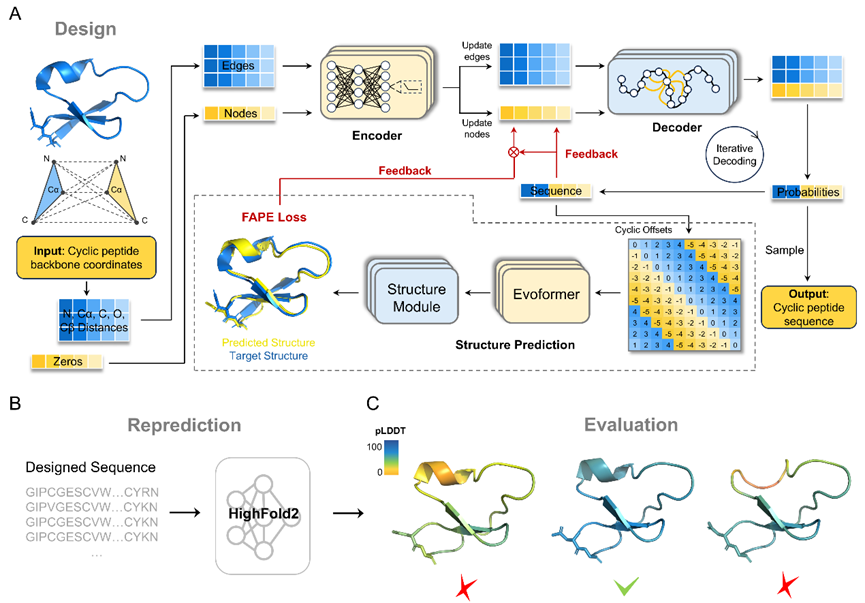 A
Design
Edges
Nodes
Encoder
Update
edges
Update
nodes
Decoder
Iterative
Decoding
Feedback
Feedback
N
N
Cα
Cα
C
C
Input: Cyclic peptide
backbone coordinates
N, Cα, C, O,
Cβ Distances
Zeros
FAPE Loss
Sequence
Probabilities
Cyclic Offsets
0 1 2 3 4 -5 -4 -3 -2 -1
-1 0 1 2 3 4 -5 -4 -3 -2
-2 -1 0 1 2 3 4 -5 -4 -3
-3 -2 -1 0 1 2 3 4 -5 -4
-4 -3 -2 -1 0 1 2 3 4 -5
-5 -4 -3 -2 -1 0 1 2 3 4
4 -5 -4 -3 -2 -1 0 1 2 3
3 4 -5 -4 -3 -2 -1 0 1 2
2 3 4 -5 -4 -3 -2 -1 0 1
1 2 3 4 -5 -4 -3 -2 -1 0
Sample
Output:
Cyclic peptide
sequence
Structure
Module
Evoformer
Predicted Structure
Target Structure
Structure Prediction
B
Reprediction
Designed Sequence
GIPCGESCVW...CYRN
GIPVGESCVW...CYKN
GIPCGESCVW...CYKN
GIPCGESCVW...CYKN
...
HighFold2
C
Evaluation
pLDDT
100
0